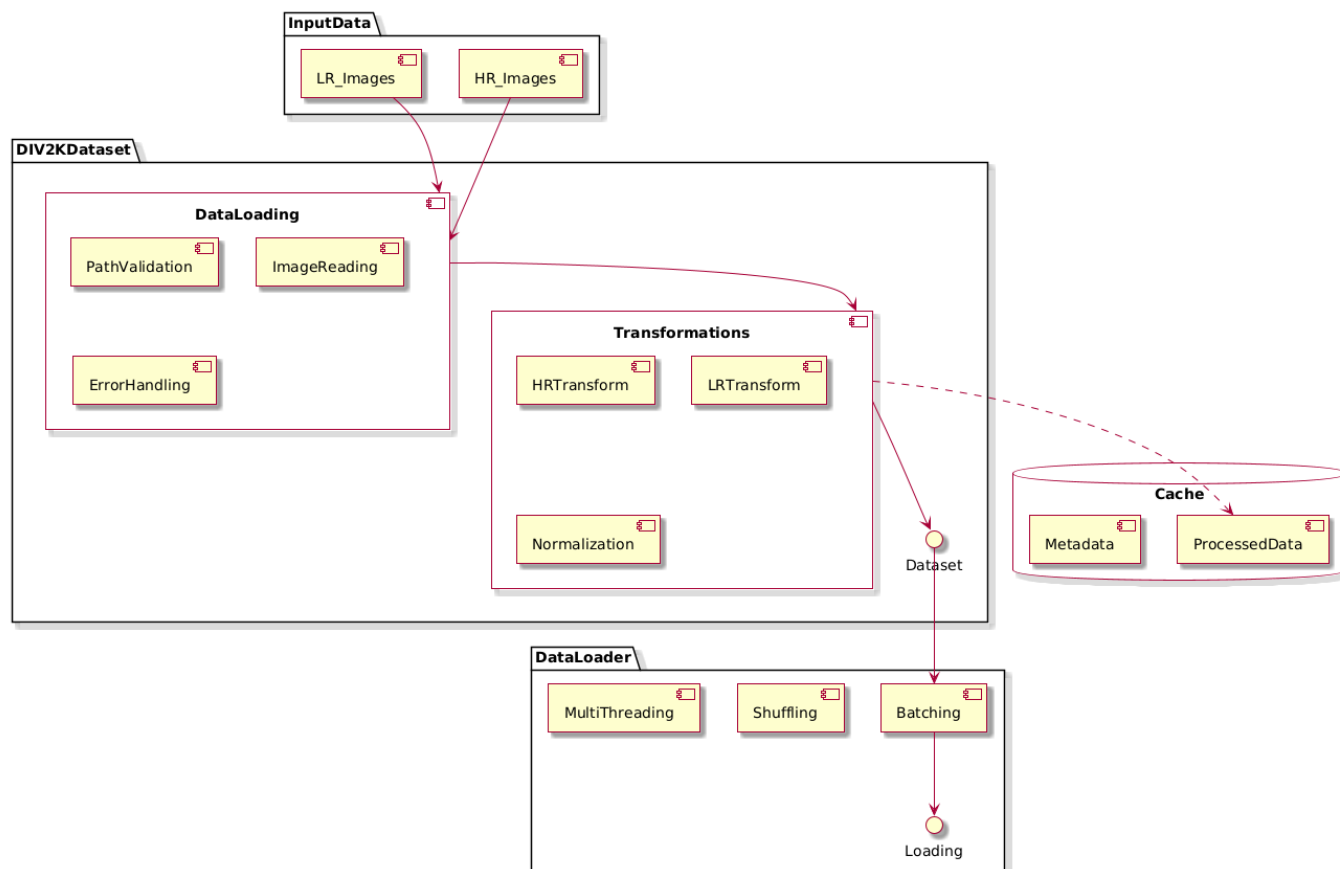 InputData
LR_Images
HR_Images
DIV2KDataset
DataLoading
PathValidation
ImageReading
ErrorHandling
Transformations
HRTransform
LRTransform
Normalization
Dataset
Cache
Metadata
ProcessedData
DataLoader
MultiThreading
Shuffling
Batching
Loading